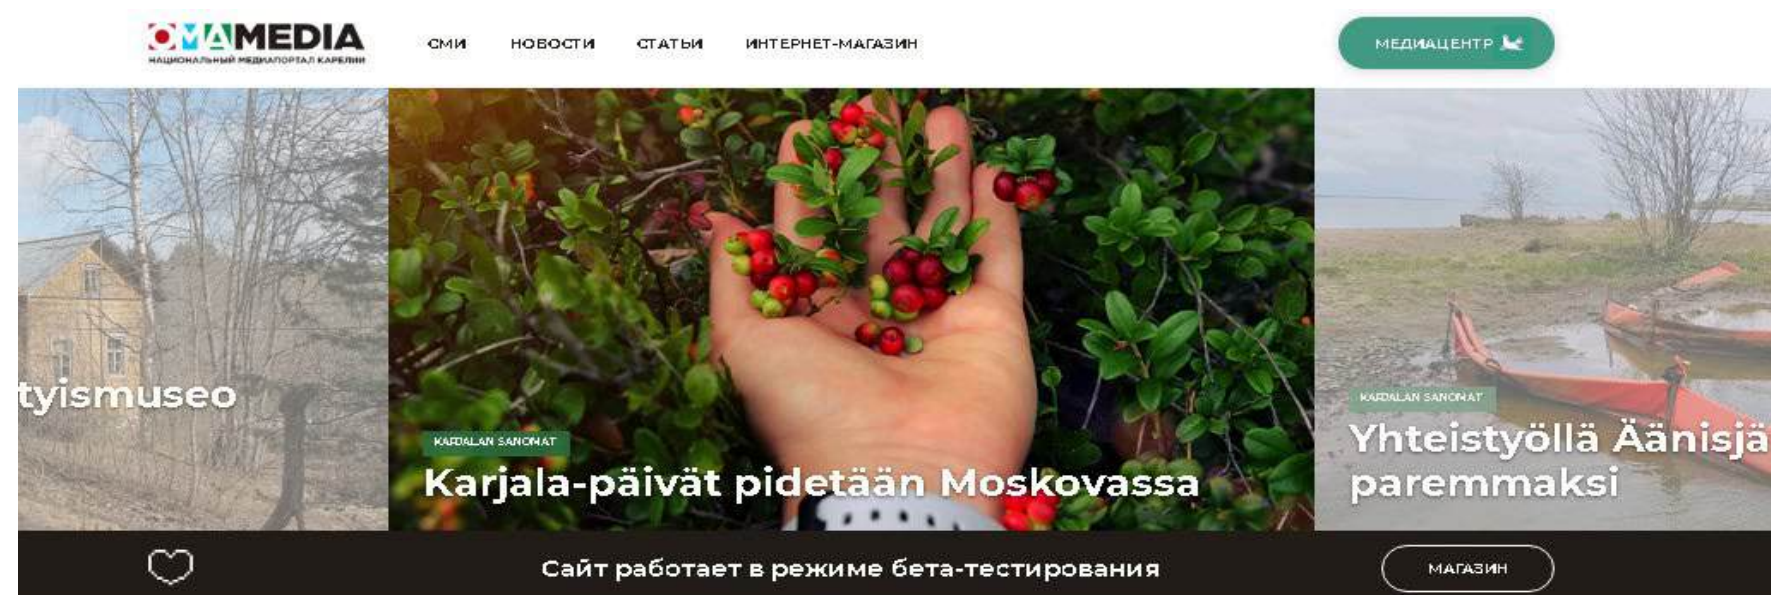 OMAMEDIA
НАЦИОНАЛЬНЫЙ МЕДИАПОРТАЛ КАРЕЛИИ
СМИ НОВОСТИ СТАТЬИ ИНТЕРНЕТ-МАГАЗИН
МЕДИАЦЕНТР
tyismuseo
KARJALAN SANOMAT
Karjala-päivät pidetään Moskovassa
KARJALAN SANOMAT
Yhteistyöllä Äänisjä
paremmaksi
Сайт работает в режиме бета-тестирования
МАГАЗИН